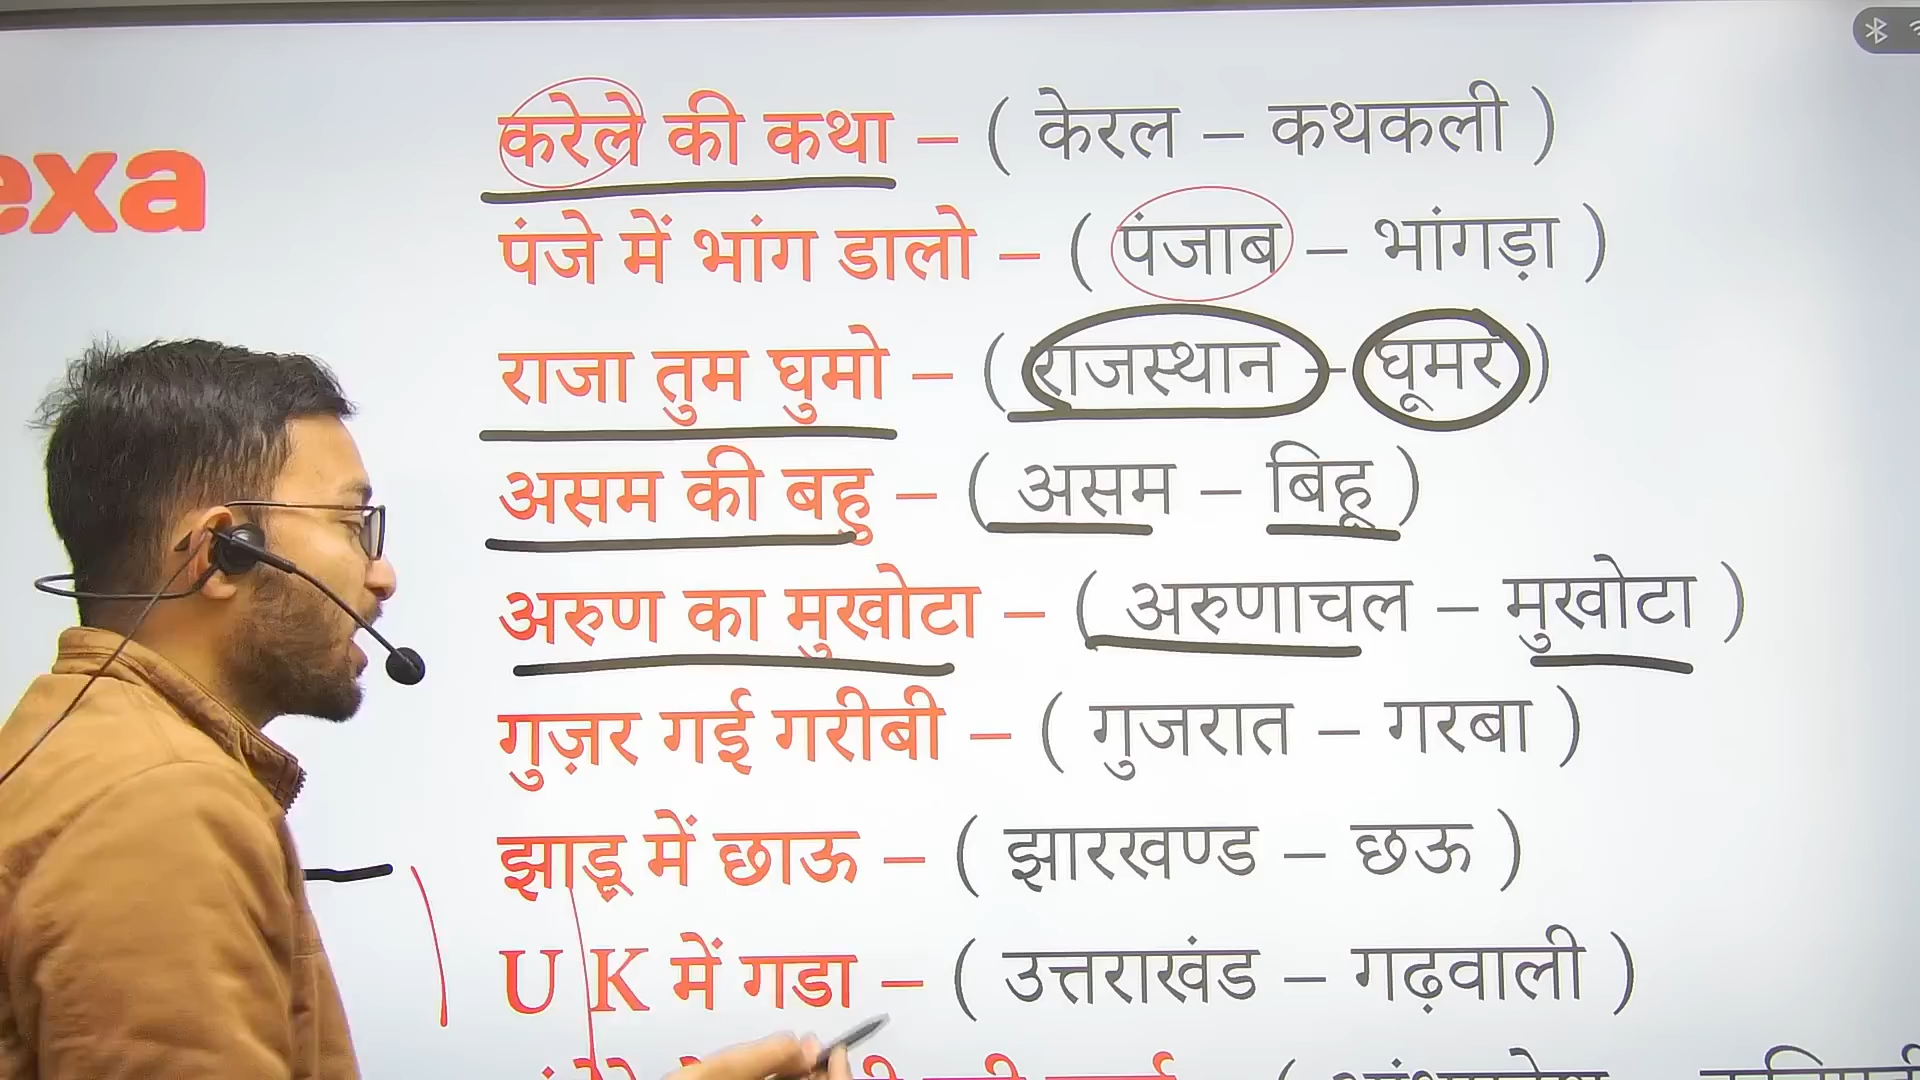 exa
करेले की कथा – ( केरल – कथकली )
पंजे में भांग डालो – ( पंजाब – भांगड़ा )
राजा तुम घुमो – ( राजस्थान – घूमर )
असम की बहु – ( असम – बिहू )
अरुण का मुखोटा – ( अरुणाचल – मुखोटा )
गुज़र गई गरीबी – ( गुजरात – गरबा )
झाडू में छाऊ – ( झारखण्ड – छऊ )
U K में गडा – ( उत्तराखंड – गढ़वाली )